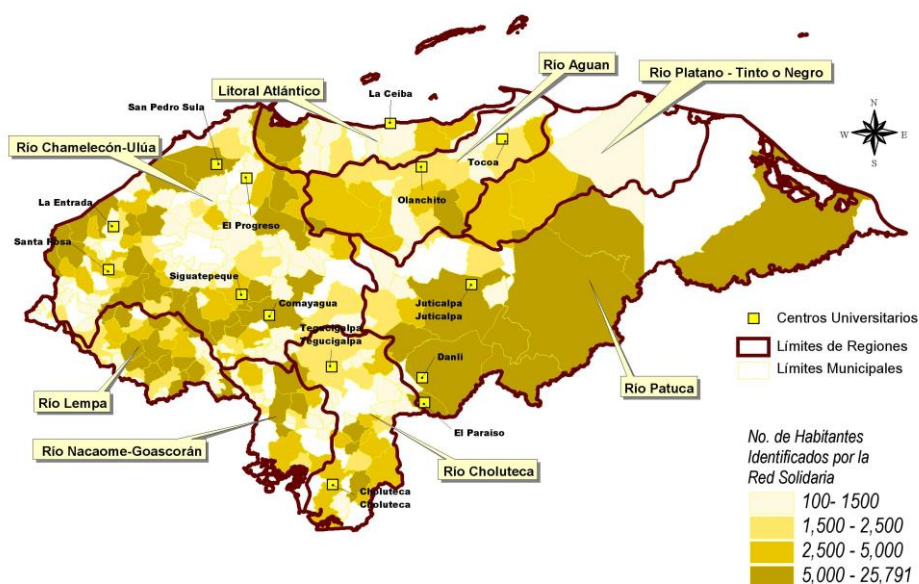 Río Aguan
Río Platano - Tinto o Negro
Litoral Atlántico
La Ceiba
San Pedro Sula
N
W
E
S
Río Chamelecón-Ulúa
Tocoa
Olanchito
La Entrada
El Progreso
Santa Rosa
Siguatepeque
Comayagua
Juticalpa
Juticalpa
Tegucigalpa
Tegucigalpa
Centros Universitarios
Límites de Regiones
Límites Municipales
Danlí
Río Patuca
Río Lempa
El Paraíso
Río Nacaome-Goascorán
Río Choluteca
No. de Habitantes
Identificados por la
Red Solidaria
Choluteca
Choluteca
100- 1500
1,500 - 2,500
2,500 - 5,000
5,000 - 25,791